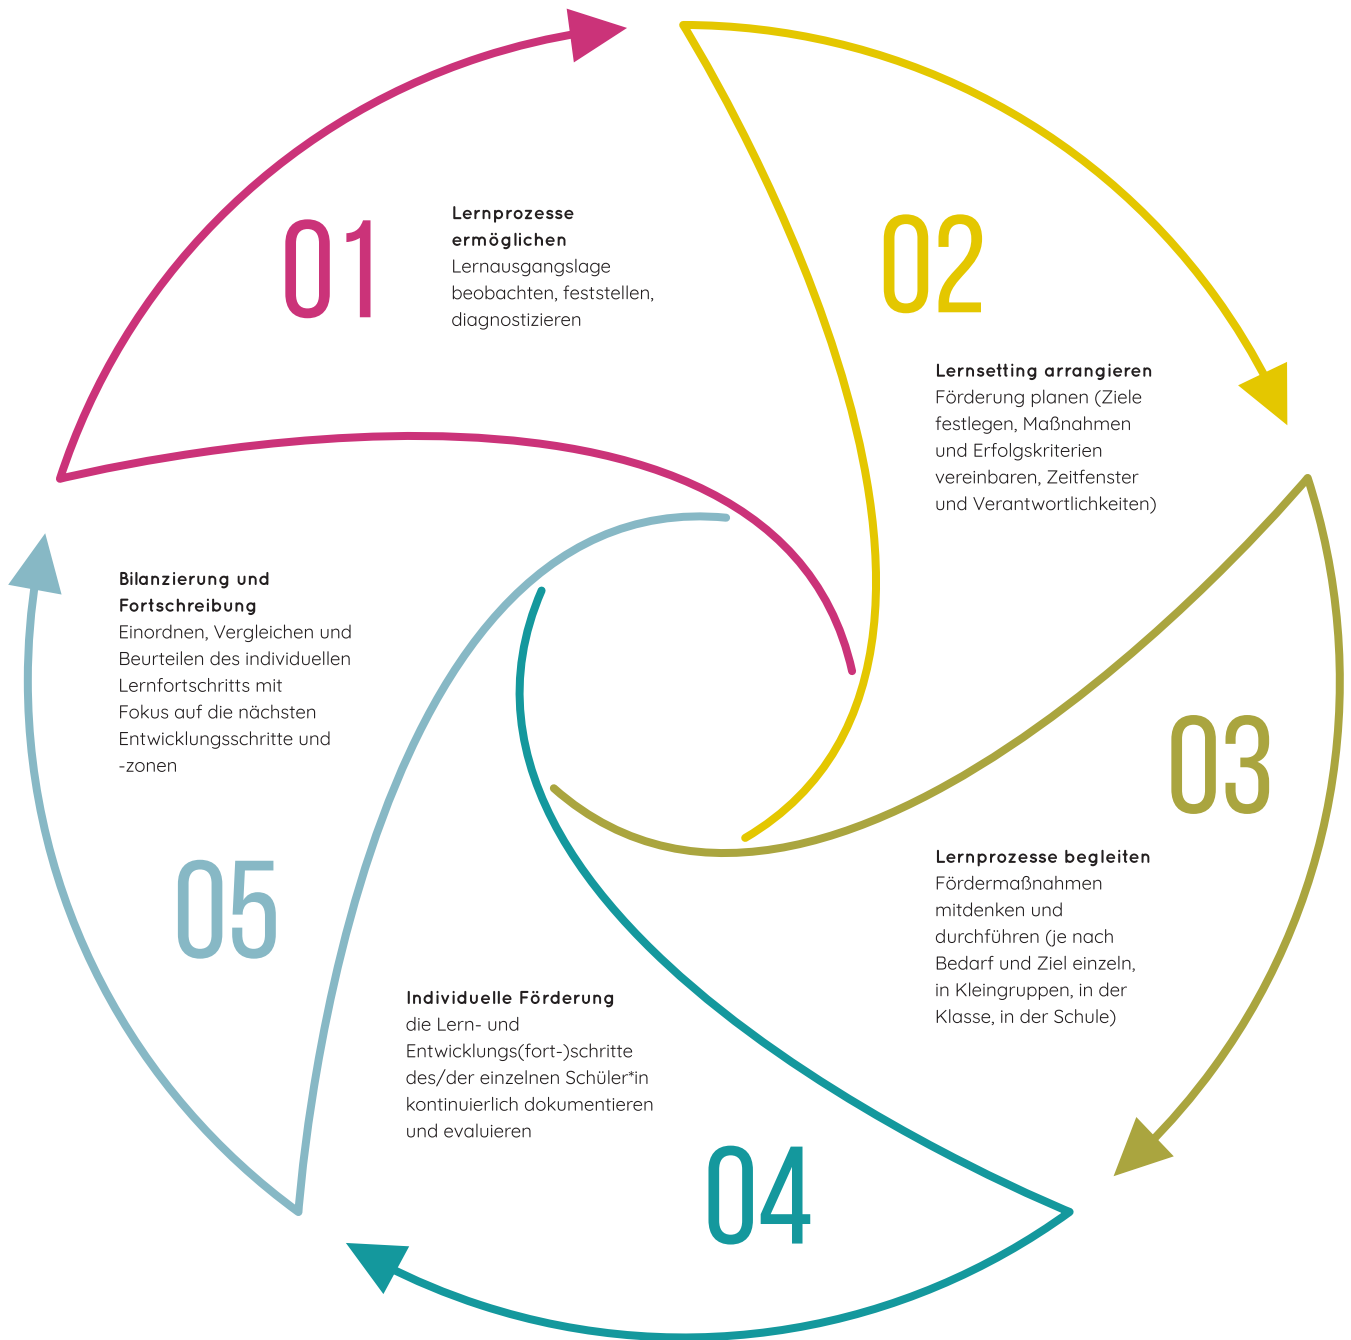 01
Lernprozesse
ermöglichen
Lernausgangslage
beobachten, feststellen,
diagnostizieren
02
Lernsetting arrangieren
Förderung planen (Ziele
festlegen, Maßnahmen
und Erfolgskriterien
vereinbaren, Zeitfenster
und Verantwortlichkeiten)
03
Lernprozesse begleiten
Fördermaßnahmen
mitdenken und
durchführen (je nach
Bedarf und Ziel einzeln,
in Kleingruppen, in der
Klasse, in der Schule)
04
Individuelle Förderung
die Lern- und
Entwicklungs(fort-)schritte
des/der einzelnen Schüler*in
kontinuierlich dokumentieren
und evaluieren
05
Bilanzierung und
Fortschreibung
Einordnen, Vergleichen und
Beurteilen des individuellen
Lernfortschritts mit
Fokus auf die nächsten
Entwicklungsschritte und
-zonen